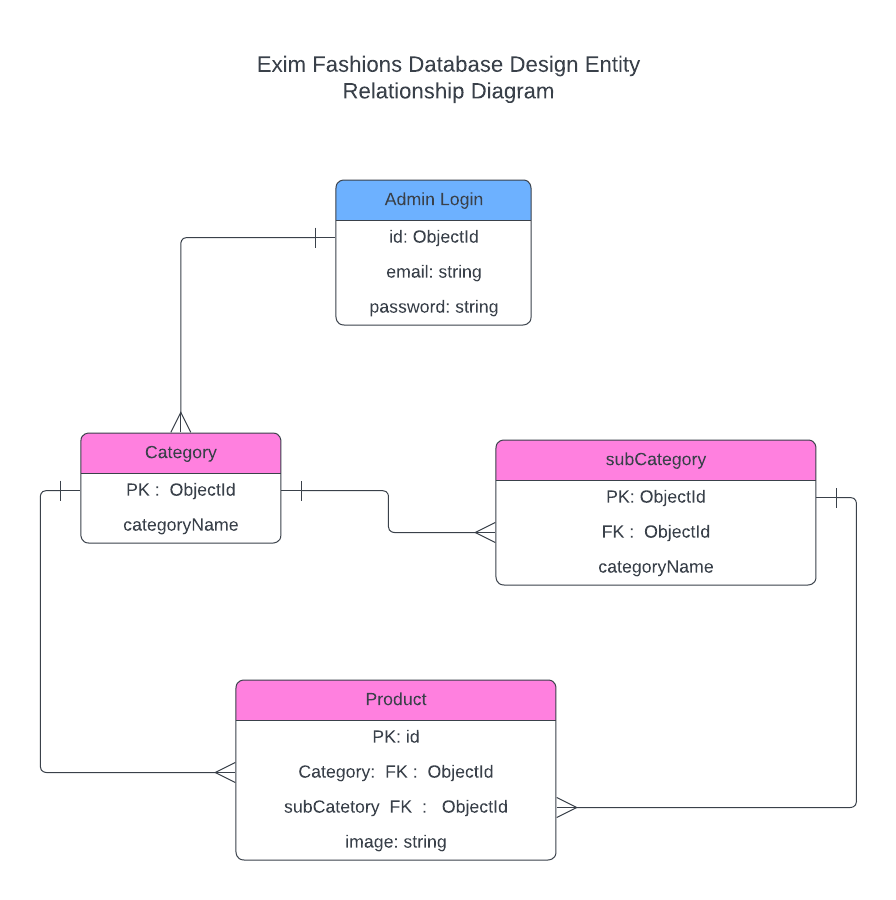 Exim Fashions Database Design Entity
Relationship Diagram
Admin Login
id: ObjectId
email: string
password: string
Category
PK :  ObjectId
categoryName
subCategory
PK: ObjectId
FK :  ObjectId
categoryName
Product
PK: id
Category:  FK :  ObjectId
subCatetory  FK  :   ObjectId
image: string